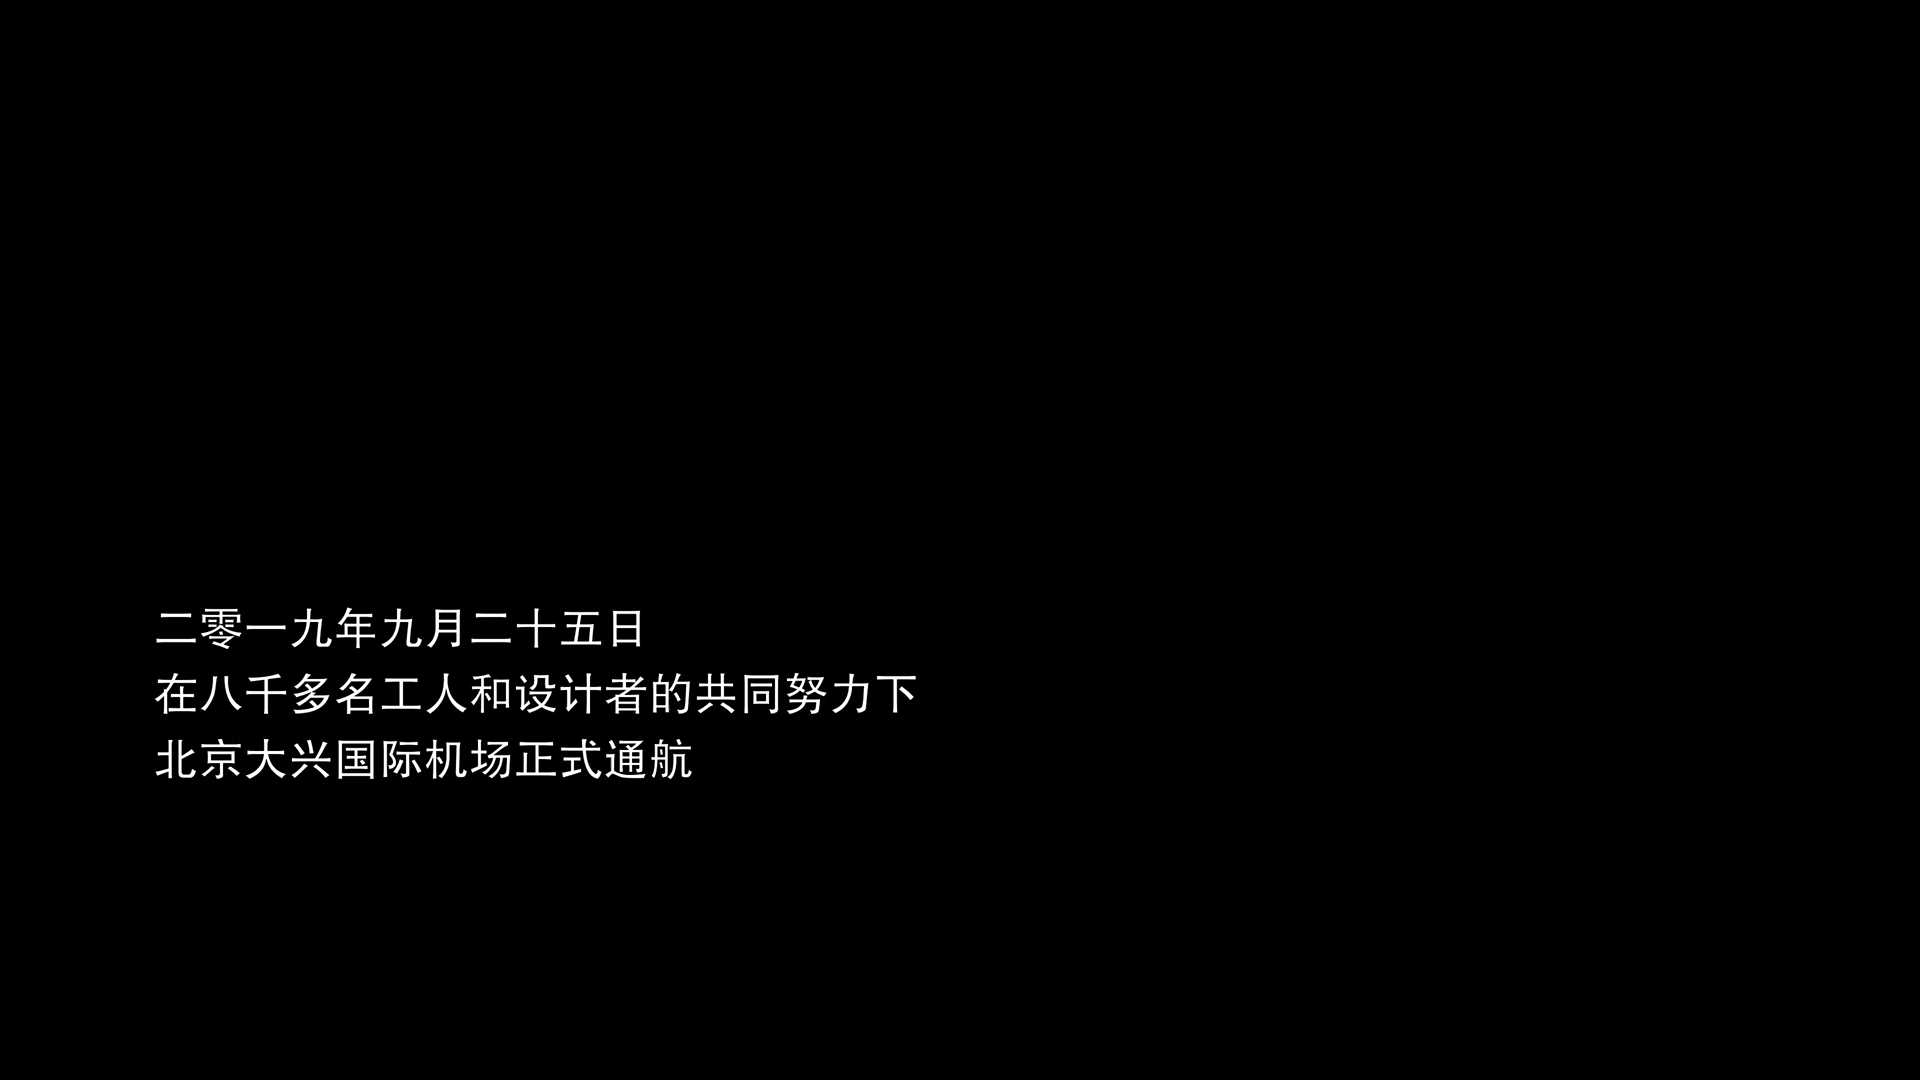 二零一九年九月二十五日
在八千多名工人和设计者的共同努力下
北京大兴国际机场正式通航